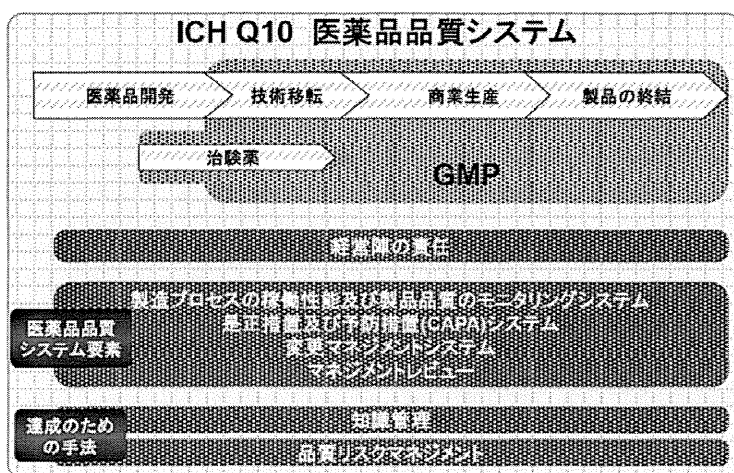 ICH Q10 医薬品品質システム
医薬品開発
技術移転
商業生産
製品の終結
治験薬
GMP
経営陣の責任
製造プロセスの稼働性能及び製品品質のモニタリングシステム
是正措置及び予防措置(CAPA)システム
変更マネジメントシステム
マネジメントレビュー
医薬品品質
システム要素
知識管理
達成のため
の手法
品質リスクマネジメント